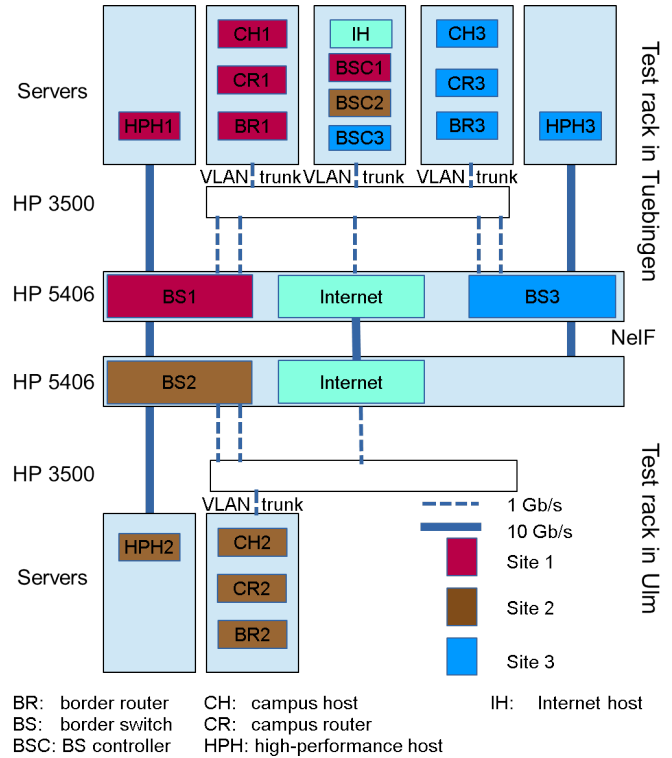 CH1
IH
CH3
BSC1
CR1
CR3
Servers
BSC2
HPH1
BR1
BSC3
BR3
HPH3
VLAN trunk
VLAN trunk
VLAN trunk
HP 3500
Test rack in Tuebingen
HP 5406
BS1
Internet
BS3
NeIF
HP 5406
BS2
Internet
HP 3500
VLAN trunk
1 Gb/s
10 Gb/s
HPH2
CH2
Site 1
Servers
CR2
Site 2
BR2
Site 3
Test rack in Ulm
BR: border router
CH: campus host
IH: Internet host
BS: border switch
CR: campus router
BSC: BS controller
HPH: high-performance host